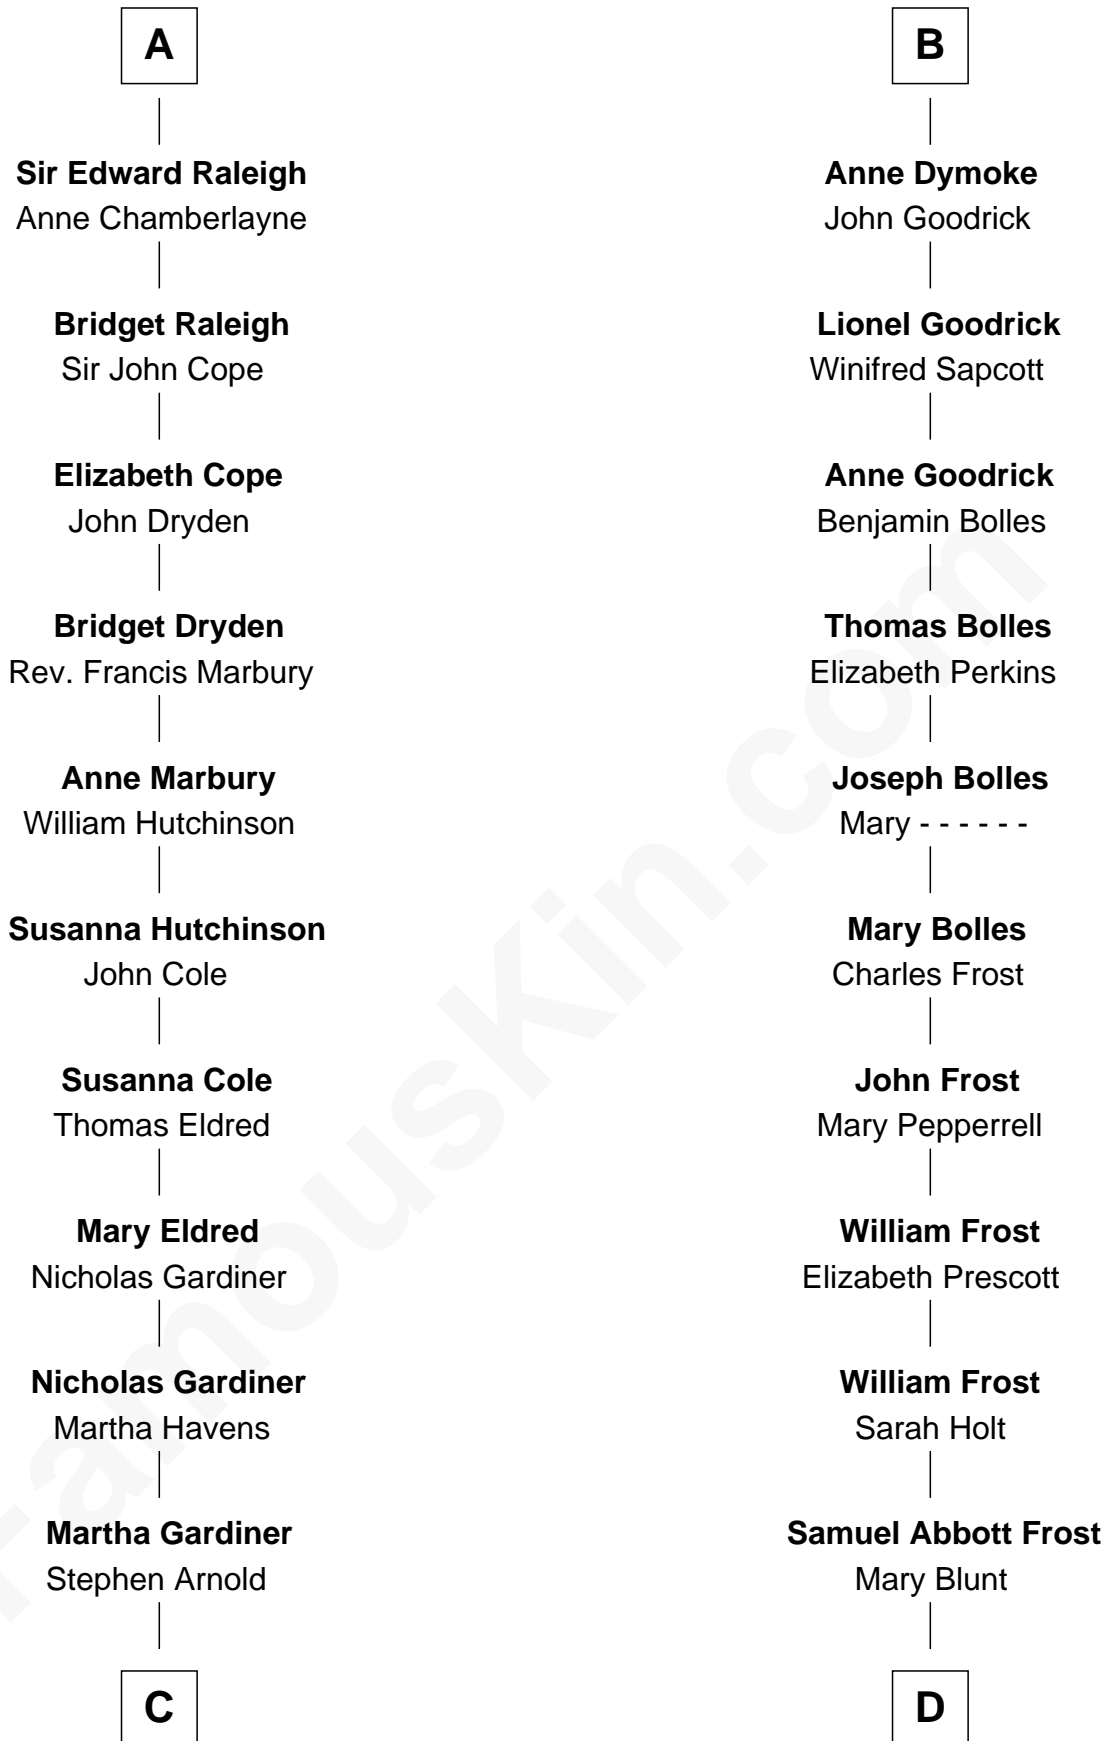 A
Sir Edward Raleigh
Anne Chamberlayne
Bridget Raleigh
Sir John Cope
Elizabeth Cope
John Dryden
Bridget Dryden
Rev. Francis Marbury
Anne Marbury
William Hutchinson
Susanna Hutchinson
John Cole
Susanna Cole
Thomas Eldred
Mary Eldred
Nicholas Gardiner
Nicholas Gardiner
Martha Havens
Martha Gardiner
Stephen Arnold
C
B
Anne Dymoke
John Goodrick
Lionel Goodrick
Winifred Sapcott
Anne Goodrick
Benjamin Bolles
Thomas Bolles
Elizabeth Perkins
Joseph Bolles
Mary - - - - - -
Mary Bolles
Charles Frost
John Frost
Mary Pepperrell
William Frost
Elizabeth Prescott
William Frost
Sarah Holt
Samuel Abbott Frost
Mary Blunt
D
FamousKin.com